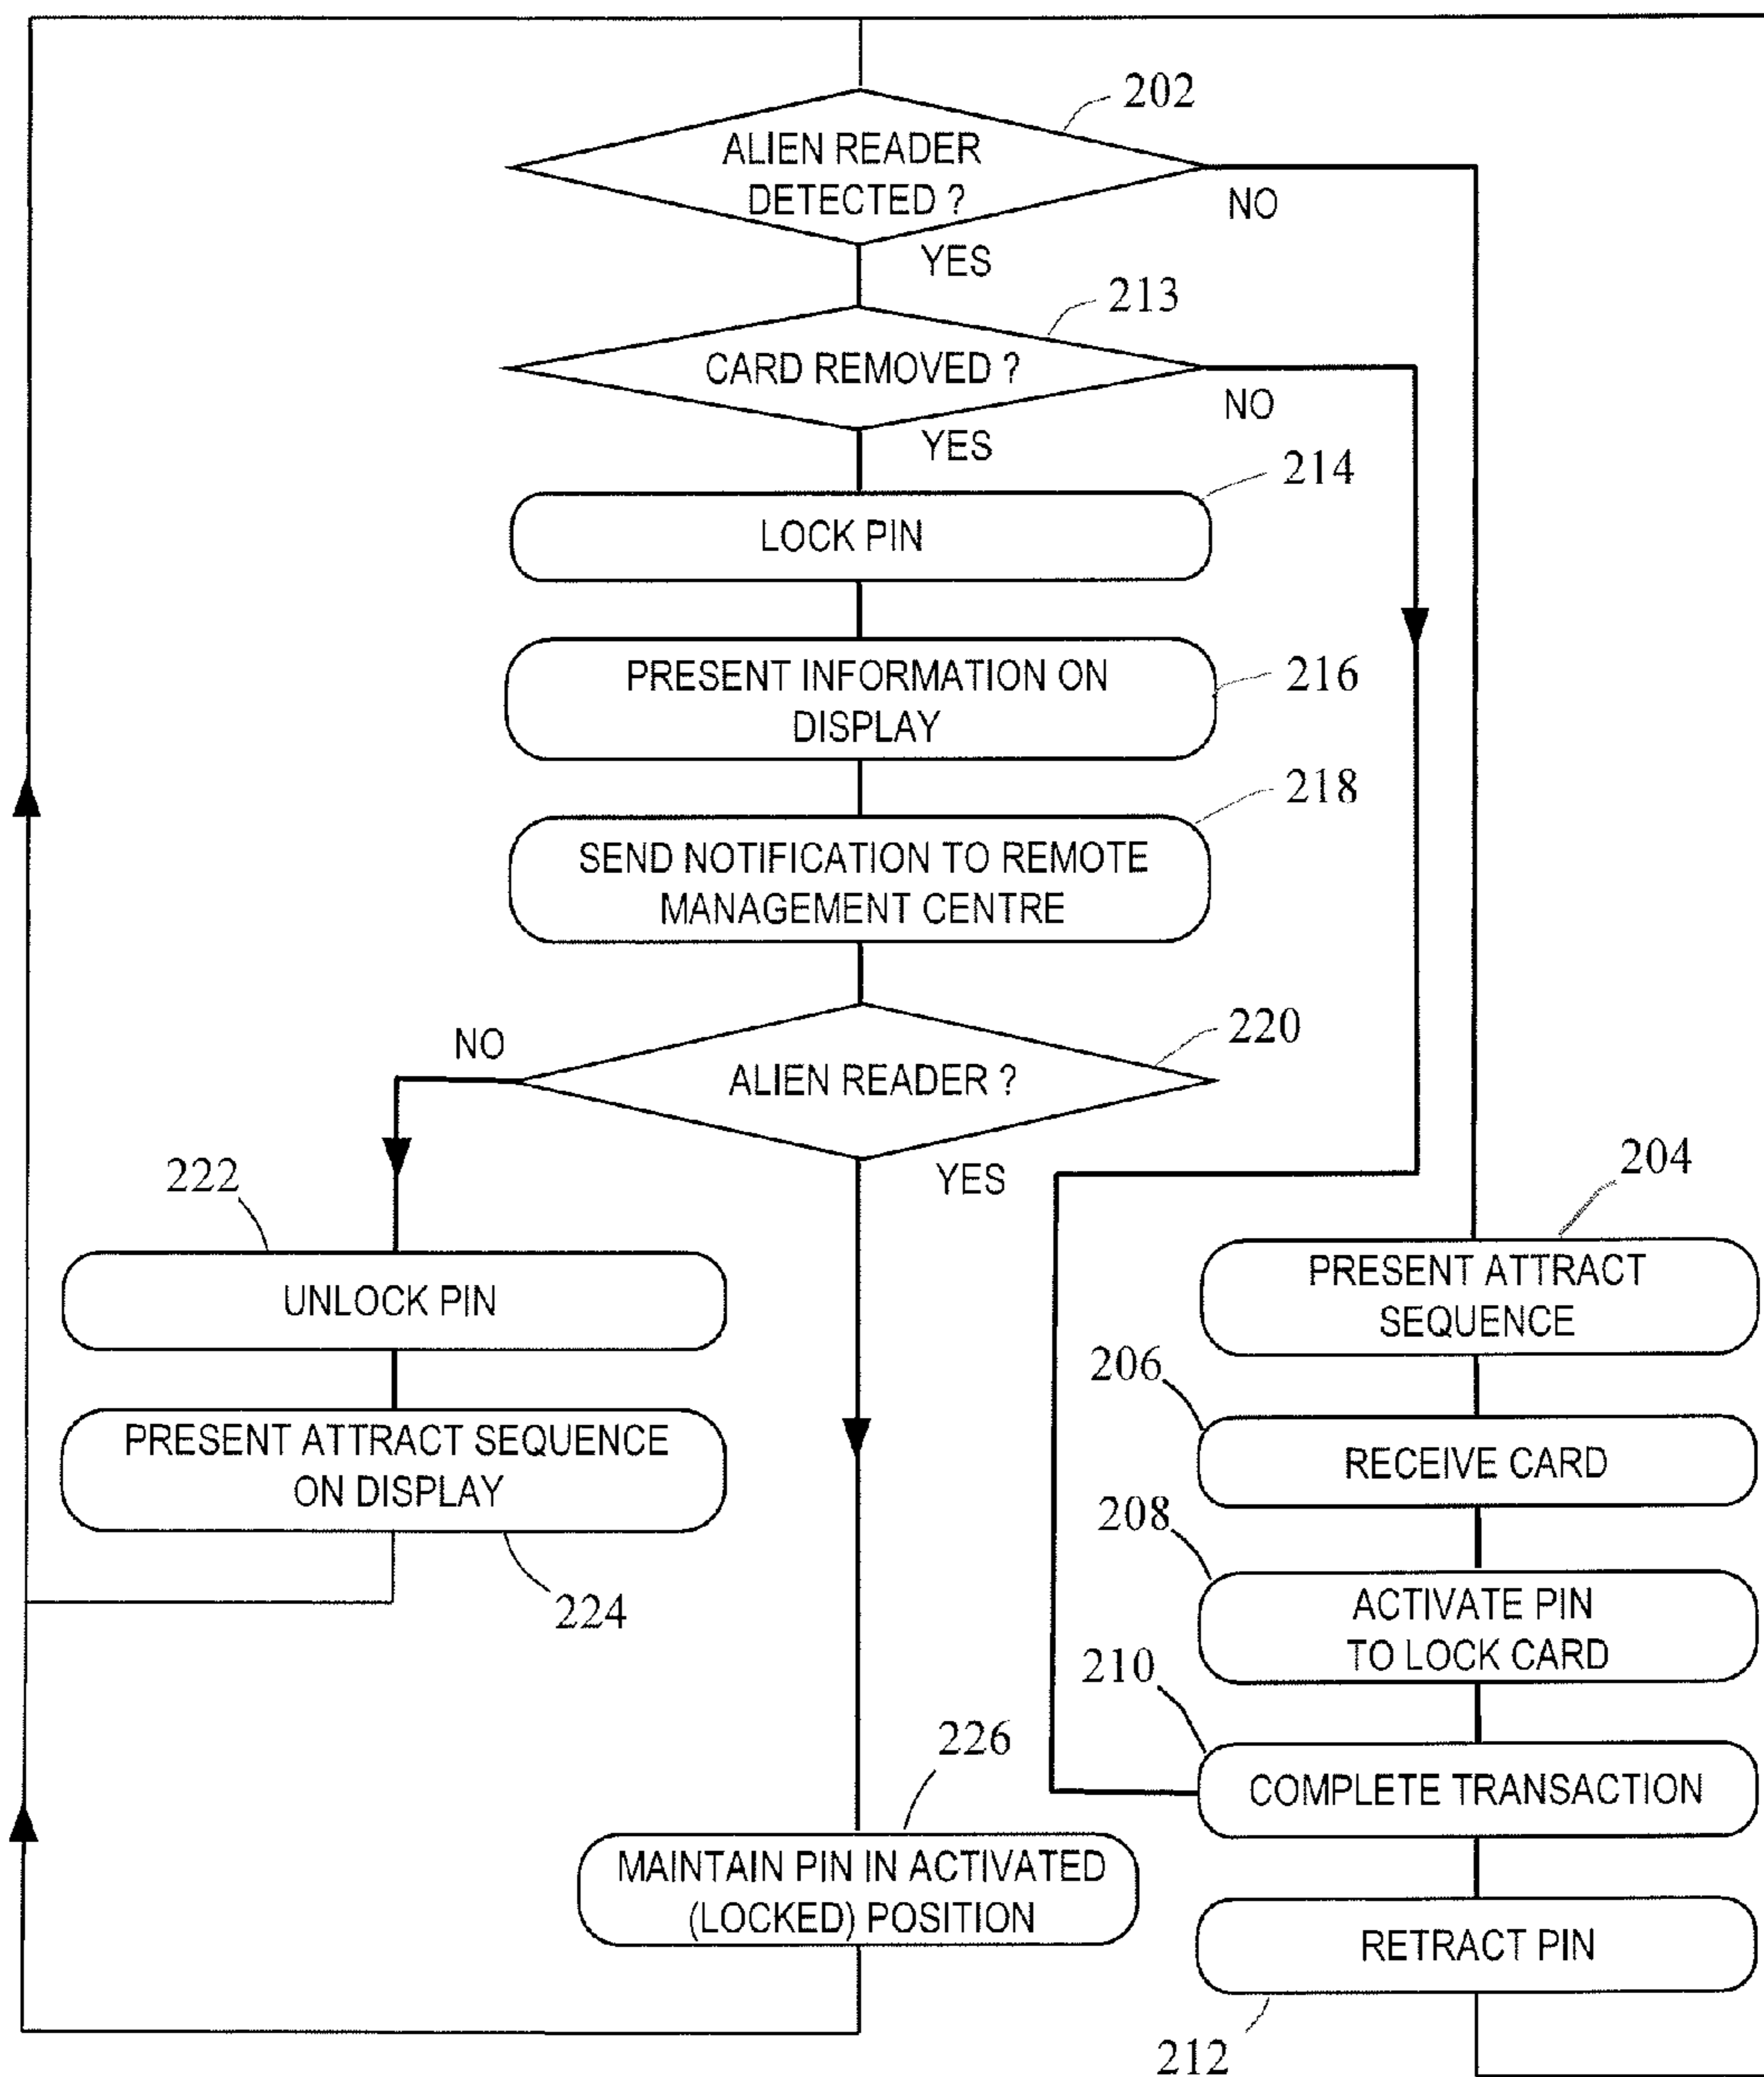 202
ALIEN READER
DETECTED ?
NO
YES
213
CARD REMOVED ?
NO
YES
214
LOCK PIN
216
PRESENT INFORMATION ON
DISPLAY
218
SEND NOTIFICATION TO REMOTE
MANAGEMENT CENTRE
220
NO
ALIEN READER ?
YES
222
UNLOCK PIN
PRESENT ATTRACT SEQUENCE
ON DISPLAY
224
226
MAINTAIN PIN IN ACTIVATED
(LOCKED) POSITION
204
PRESENT ATTRACT
SEQUENCE
206
RECEIVE CARD
208
ACTIVATE PIN
TO LOCK CARD
210
COMPLETE TRANSACTION
RETRACT PIN
212